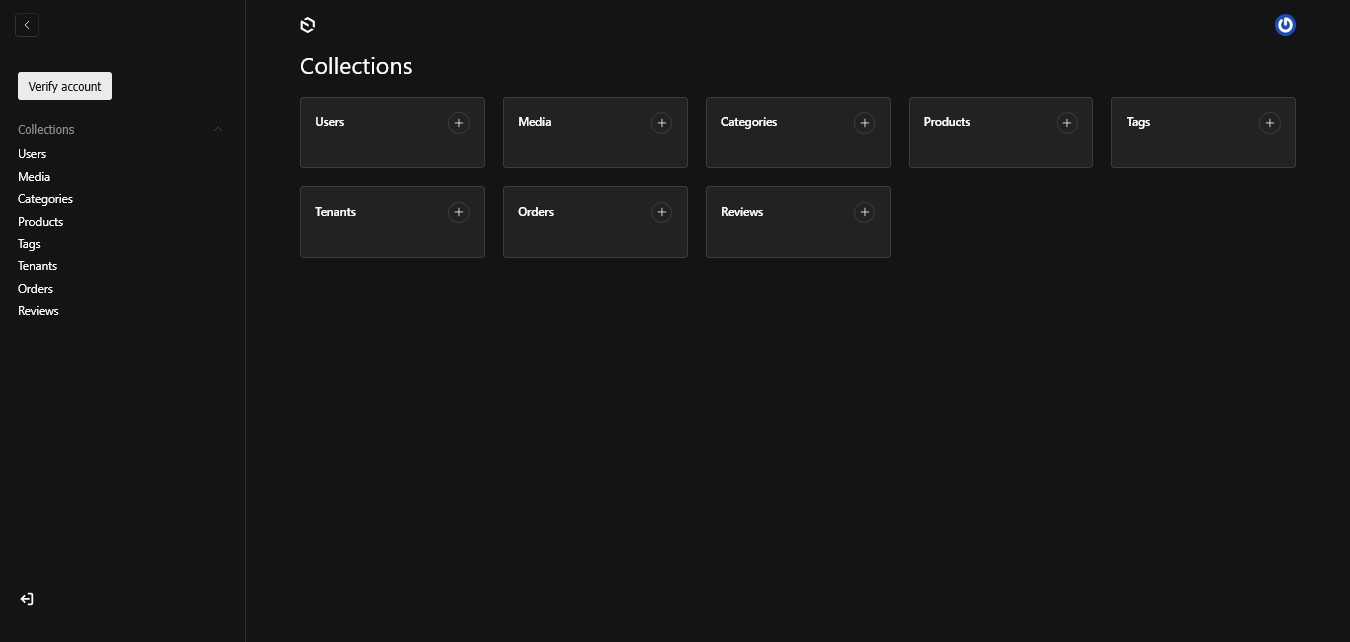 Verify account
Collections
Users
Media
Categories
Products
Tags
Tenants
Orders
Reviews
Collections
Users
Media
Categories
Products
Tags
Tenants
Orders
Reviews